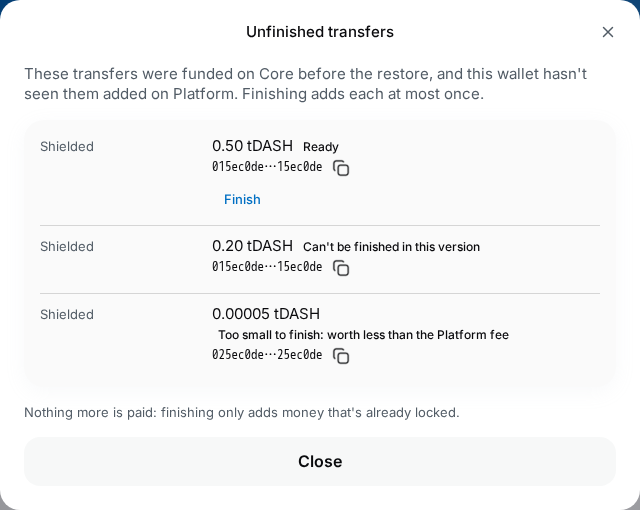 Unfinished transfers
These transfers were funded on Core before the restore, and this wallet hasn't
seen them added on Platform. Finishing adds each at most once.
Shielded
0.50 tDASH Ready
015ec0de···15ec0de
Finish
Shielded
0.20 tDASH Can't be finished in this version
015ec0de···15ec0de
Shielded
0.00005 tDASH
Too small to finish: worth less than the Platform fee
025ec0de···25ec0de
Nothing more is paid: finishing only adds money that's already locked.
Close